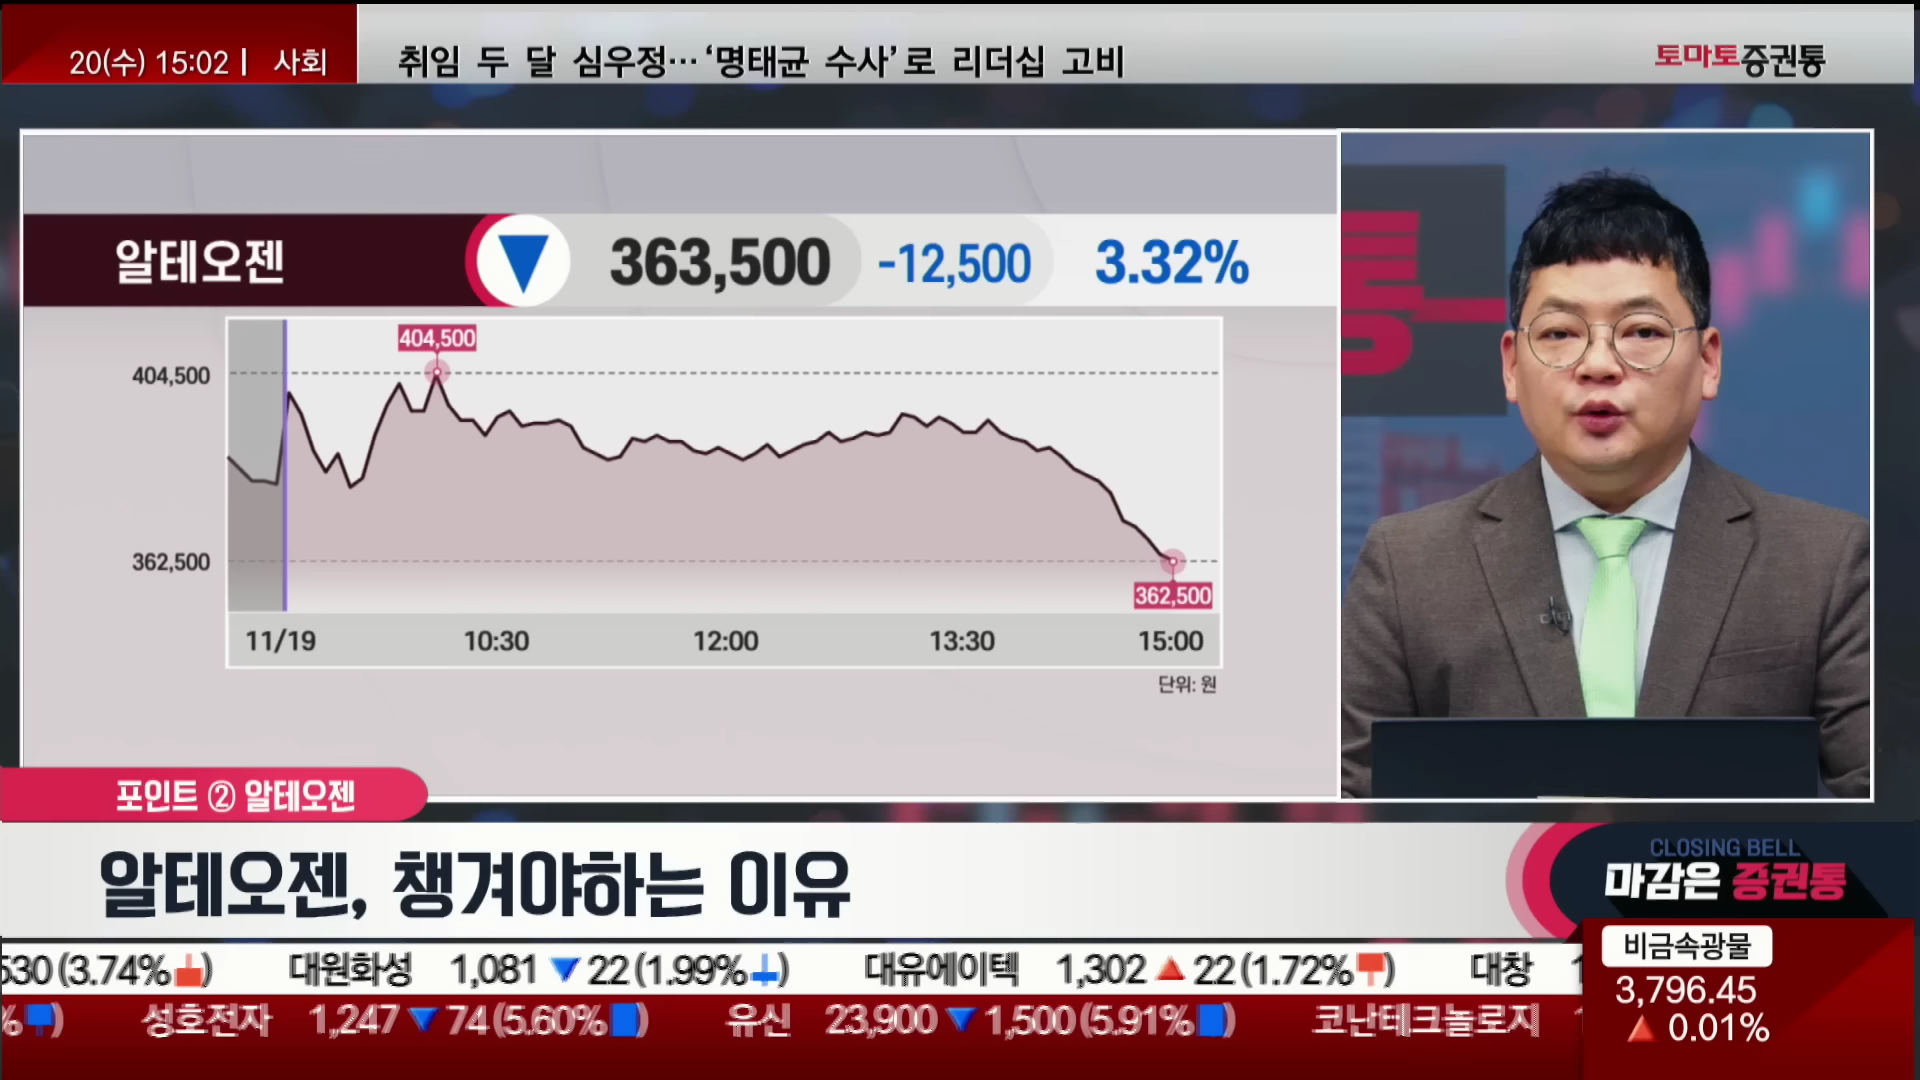 20(수) 15:02 | 사회
취임 두 달 심우정…‘명태균 수사’로 리더십 고비
토마토증권통
알테오젠 ▼ 363,500 -12,500 3.32%
404,500
404,500
362,500
362,500
11/19 10:30 12:00 13:30 15:00
단위: 원
통
포인트 ② 알테오젠
알테오젠, 챙겨야하는 이유
CLOSING BELL
마감은 증권통
530 (3.74%) 대원화성 1,081 ▼ 22 (1.99%) 대유에이텍 1,302 ▲ 22 (1.72%) 대창
%) 성호전자 1,247 ▼ 74 (5.60%) 유신 23,900 ▼ 1,500 (5.91%) 코난테크놀로지
비금속광물
3,796.45
▲ 0.01%